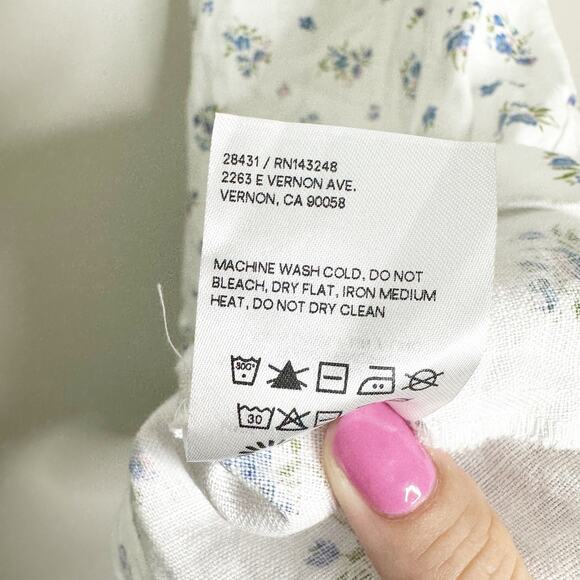 28431 / RN143248
2263 E VERNON AVE.
VERNON, CA 90058
MACHINE WASH COLD, DO NOT
BLEACH, DRY FLAT, IRON MEDIUM
HEAT, DO NOT DRY CLEAN
30